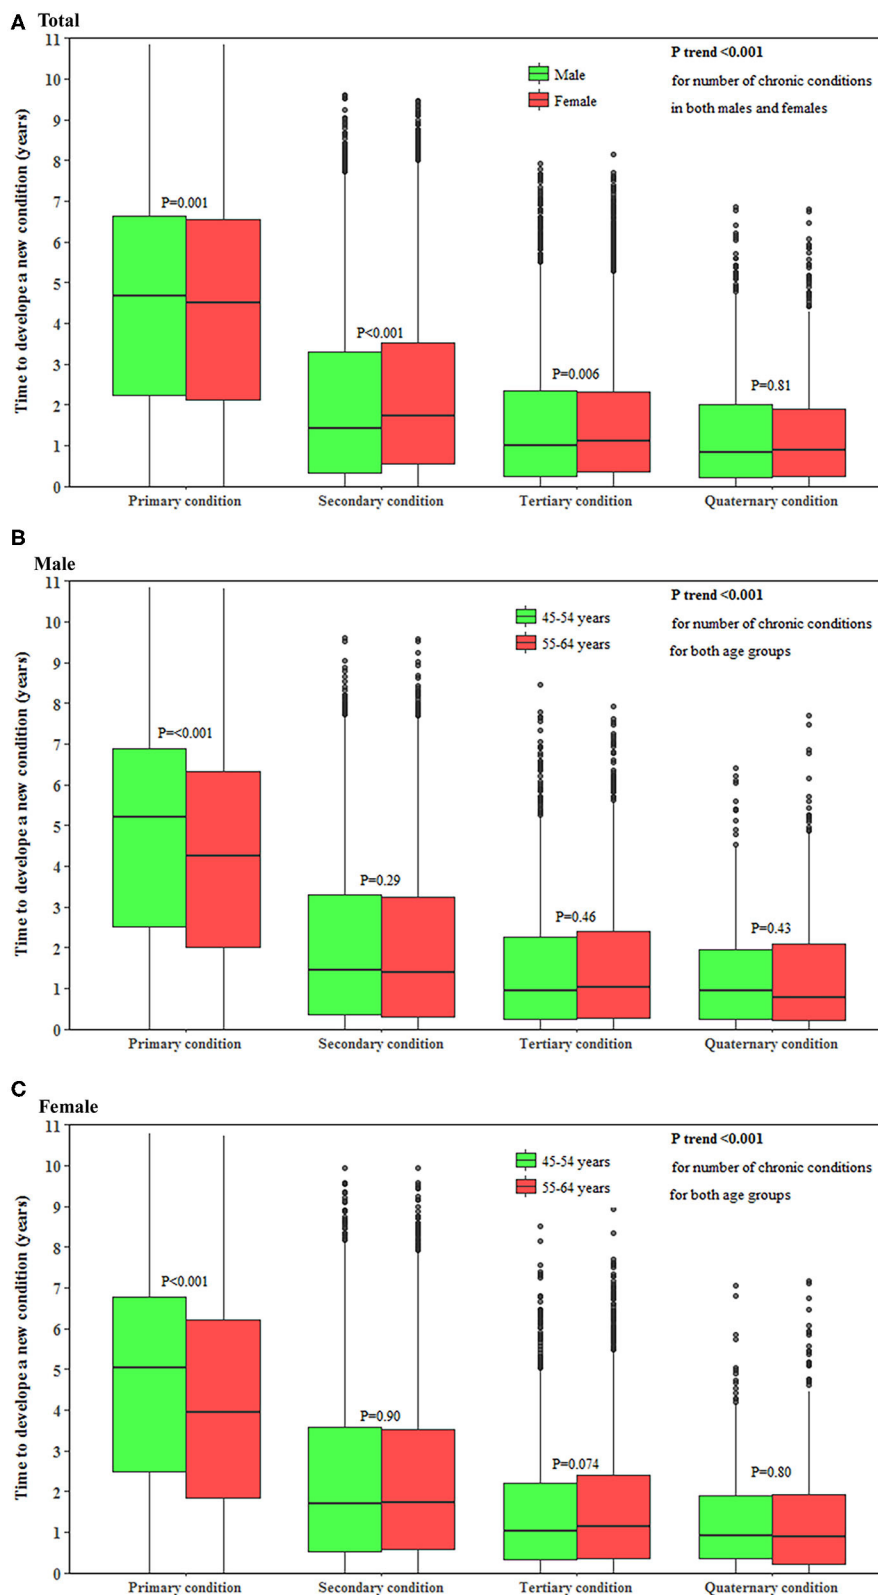 A Total
Time to develope a new condition (years)
11
10
9
8
7
6
5
4
3
2
1
0
Male
Female
P trend <0.001
for number of chronic conditions
in both males and females
P=0.001
P<0.001
P=0.006
P=0.81
Primary condition
Secondary condition
Tertiary condition
Quaternary condition
B
Male
Time to develope a new condition (years)
11
10
9
8
7
6
5
4
3
2
1
0
45-54 years
55-64 years
P trend <0.001
for number of chronic conditions
for both age groups
P=<0.001
P=0.29
P=0.46
P=0.43
Primary condition
Secondary condition
Tertiary condition
Quaternary condition
C
Female
Time to develope a new condition (years)
11
10
9
8
7
6
5
4
3
2
1
0
45-54 years
55-64 years
P trend <0.001
for number of chronic conditions
for both age groups
P<0.001
P=0.90
P=0.074
P=0.80
Primary condition
Secondary condition
Tertiary condition
Quaternary condition